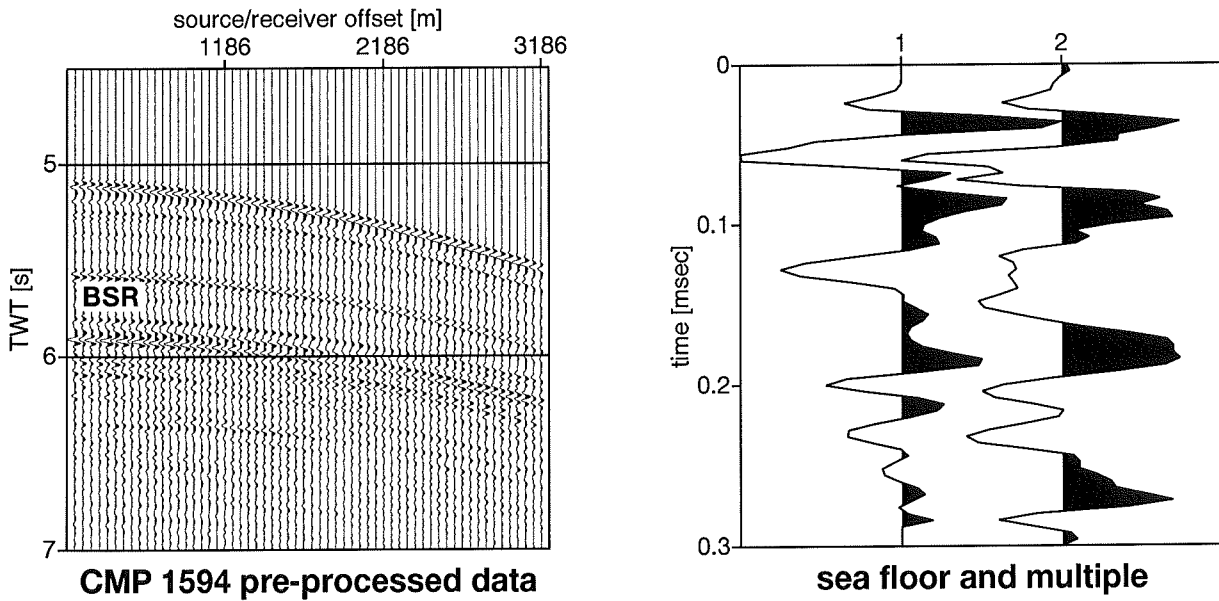 source/receiver offset [m]
1186 2186 3186
TWT [s]
5
BSR
6
7
CMP 1594 pre-processed data
1 2
time [msec]
0
0.1
0.2
0.3
sea floor and multiple